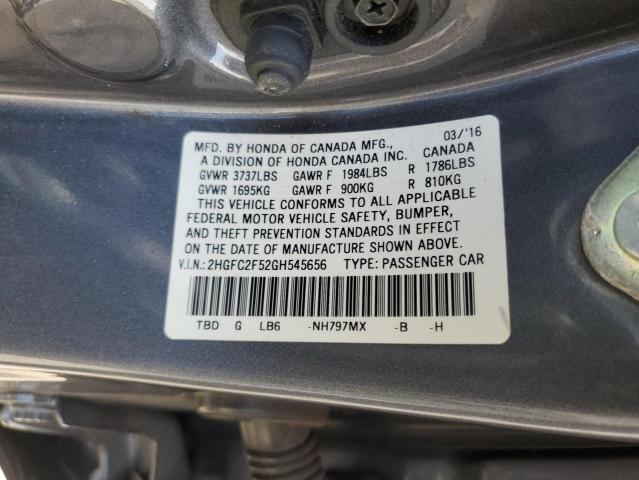 MFD. BY HONDA OF CANADA MFG., 03/'16
A DIVISION OF HONDA CANADA INC. CANADA
GVWR 3737LBS GAWR F 1984LBS R 1786LBS
GVWR 1695KG GAWR F 900KG R 810KG
THIS VEHICLE CONFORMS TO ALL APPLICABLE
FEDERAL MOTOR VEHICLE SAFETY, BUMPER,
AND THEFT PREVENTION STANDARDS IN EFFECT
ON THE DATE OF MANUFACTURE SHOWN ABOVE.
V.I.N.: 2HGFC2F52GH545656 TYPE: PASSENGER CAR
TBD G LB6 -NH797MX -B -H